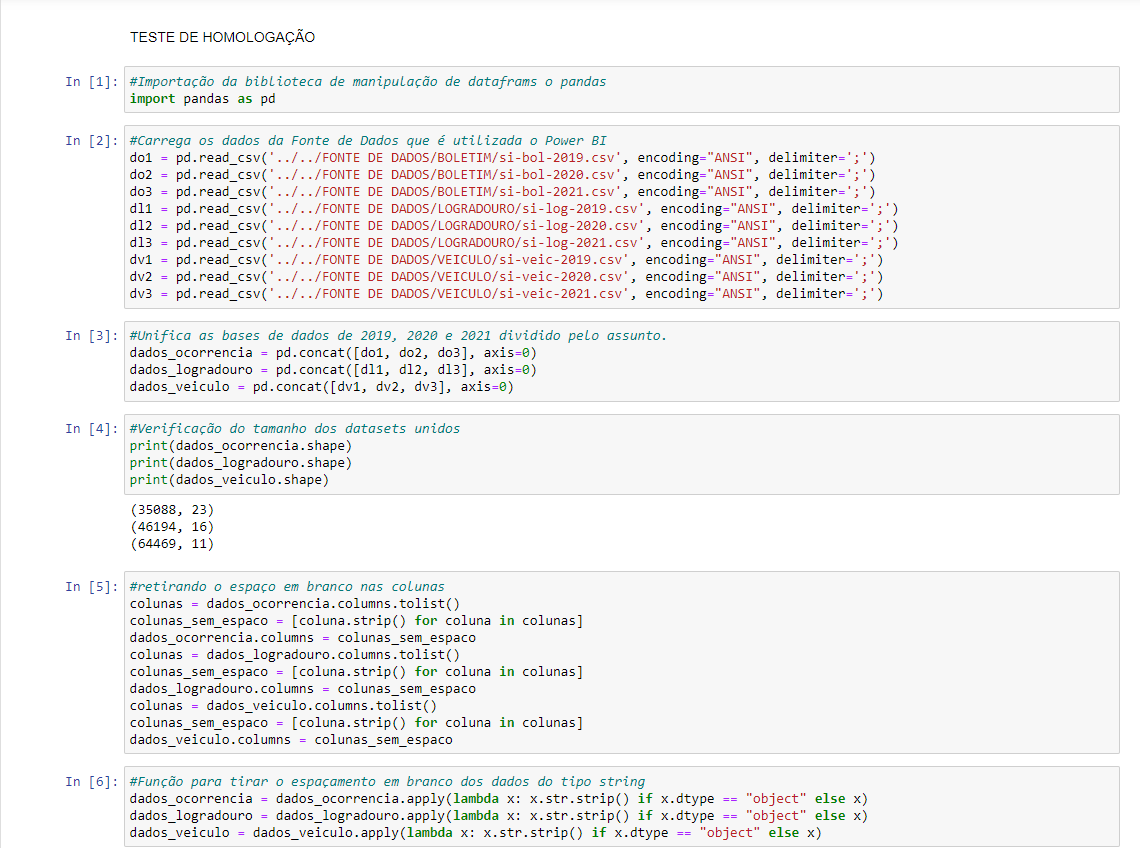 TESTE DE HOMOLOGAÇÃO
In [1]: #Importação da biblioteca de manipulação de dataframs o pandas
import pandas as pd
In [2]: #Carrega os dados da Fonte de Dados que é utilizada o Power BI
do1 = pd.read_csv('../../FONTE DE DADOS/BOLETIM/si-bol-2019.csv', encoding="ANSI", delimiter=';')
do2 = pd.read_csv('../../FONTE DE DADOS/BOLETIM/si-bol-2020.csv', encoding="ANSI", delimiter=';')
do3 = pd.read_csv('../../FONTE DE DADOS/BOLETIM/si-bol-2021.csv', encoding="ANSI", delimiter=';')
dl1 = pd.read_csv('../../FONTE DE DADOS/LOGRADOURO/si-log-2019.csv', encoding="ANSI", delimiter=';')
dl2 = pd.read_csv('../../FONTE DE DADOS/LOGRADOURO/si-log-2020.csv', encoding="ANSI", delimiter=';')
dl3 = pd.read_csv('../../FONTE DE DADOS/LOGRADOURO/si-log-2021.csv', encoding="ANSI", delimiter=';')
dv1 = pd.read_csv('../../FONTE DE DADOS/VEICULO/si-veic-2019.csv', encoding="ANSI", delimiter=';')
dv2 = pd.read_csv('../../FONTE DE DADOS/VEICULO/si-veic-2020.csv', encoding="ANSI", delimiter=';')
dv3 = pd.read_csv('../../FONTE DE DADOS/VEICULO/si-veic-2021.csv', encoding="ANSI", delimiter=';')
In [3]: #Unifica as bases de dados de 2019, 2020 e 2021 dividido pelo assunto.
dados_ocorrencia = pd.concat([do1, do2, do3], axis=0)
dados_logradouro = pd.concat([dl1, dl2, dl3], axis=0)
dados_veiculo = pd.concat([dv1, dv2, dv3], axis=0)
In [4]: #Verificação do tamanho dos datasets unidos
print(dados_ocorrencia.shape)
print(dados_logradouro.shape)
print(dados_veiculo.shape)
(35088, 23)
(46194, 16)
(64469, 11)
In [5]: #retirando o espaço em branco nas colunas
colunas = dados_ocorrencia.columns.tolist()
colunas_sem_espaco = [coluna.strip() for coluna in colunas]
dados_ocorrencia.columns = colunas_sem_espaco
colunas = dados_logradouro.columns.tolist()
colunas_sem_espaco = [coluna.strip() for coluna in colunas]
dados_logradouro.columns = colunas_sem_espaco
colunas = dados_veiculo.columns.tolist()
colunas_sem_espaco = [coluna.strip() for coluna in colunas]
dados_veiculo.columns = colunas_sem_espaco
In [6]: #Função para tirar o espaçamento em branco dos dados do tipo string
dados_ocorrencia = dados_ocorrencia.apply(lambda x: x.str.strip() if x.dtype == "object" else x)
dados_logradouro = dados_logradouro.apply(lambda x: x.str.strip() if x.dtype == "object" else x)
dados_veiculo = dados_veiculo.apply(lambda x: x.str.strip() if x.dtype == "object" else x)